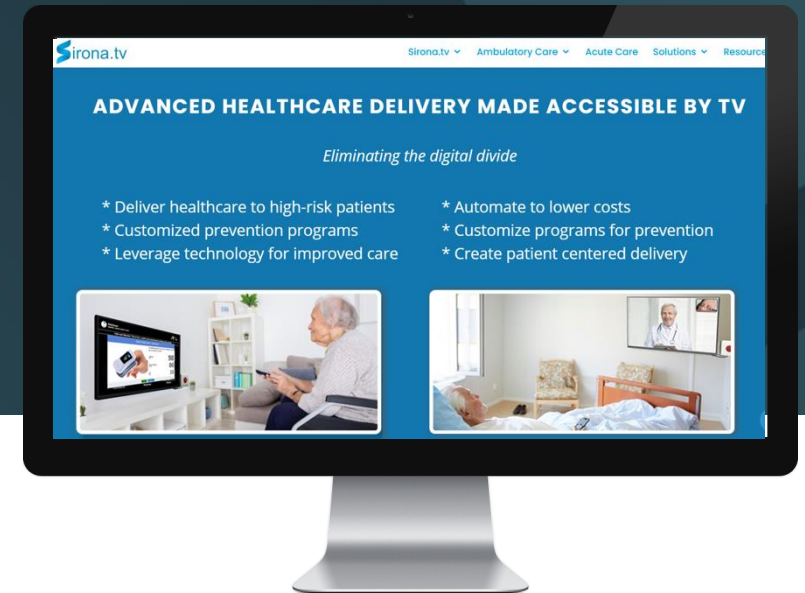 Sirona.tv
Sirona.tv Ambulatory Care Acute Care Solutions Resource
ADVANCED HEALTHCARE DELIVERY MADE ACCESSIBLE BY TV
Eliminating the digital divide
* Deliver healthcare to high-risk patients
* Customized prevention programs
* Leverage technology for improved care
* Automate to lower costs
* Customize programs for prevention
* Create patient centered delivery